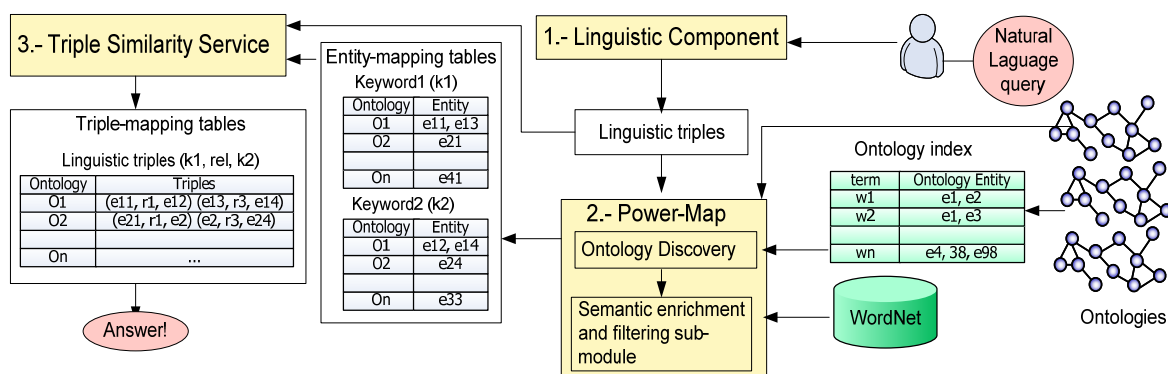 3.- Triple Similarity Service
1.- Linguistic Component
Natural
Laguage
query
Entity-mapping tables
Keyword1 (k1)
Ontology Entity
O1 e11, e13
O2 e21
On e41
Keyword2 (k2)
Ontology Entity
O1 e12, e14
O2 e24
On e33
Linguistic triples
Triple-mapping tables
Linguistic triples (k1, rel, k2)
Ontology Triples
O1 (e11, r1, e12) (e13, r3, e14)
O2 (e21, r1, e2) (e2, r3, e24)
On ...
Answer!
2.- Power-Map
Ontology Discovery
Semantic enrichment
and filtering sub-
module
Ontology index
term Ontology Entity
w1 e1, e2
w2 e1, e3
wn e4, 38, e98
WordNet
Ontologies